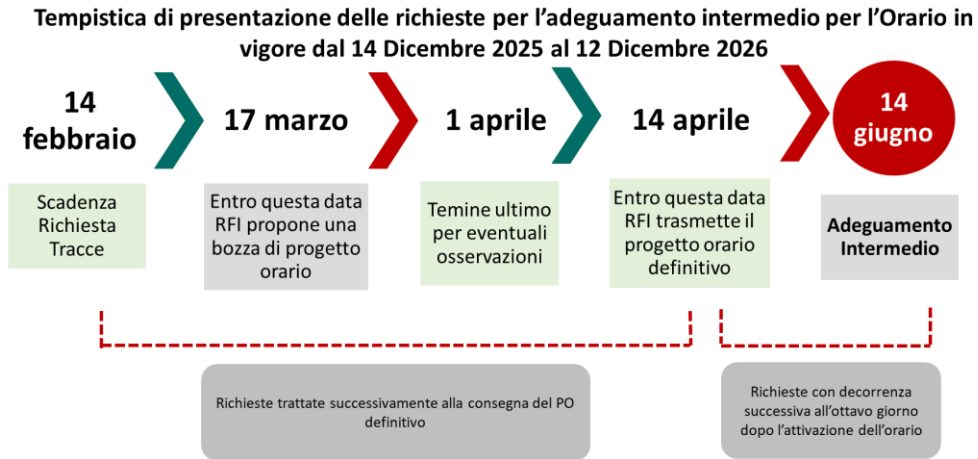 Tempistica di presentazione delle richieste per l'adeguamento intermedio per l'Orario in
vigore dal 14 Dicembre 2025 al 12 Dicembre 2026
14
febbraio
17 marzo
1 aprile
14 aprile
14
giugno
Scadenza
Richiesta
Tracce
Entro questa data
RFI propone una
bozza di progetto
orario
Temine ultimo
per eventuali
osservazioni
Entro questa data
RFI trasmette il
progetto orario
definitivo
Adeguamento
Intermedio
Richieste trattate successivamente alla consegna del PO
definitivo
Richieste con decorrenza
successiva all'ottavo giorno
dopo l'attivazione dell'orario